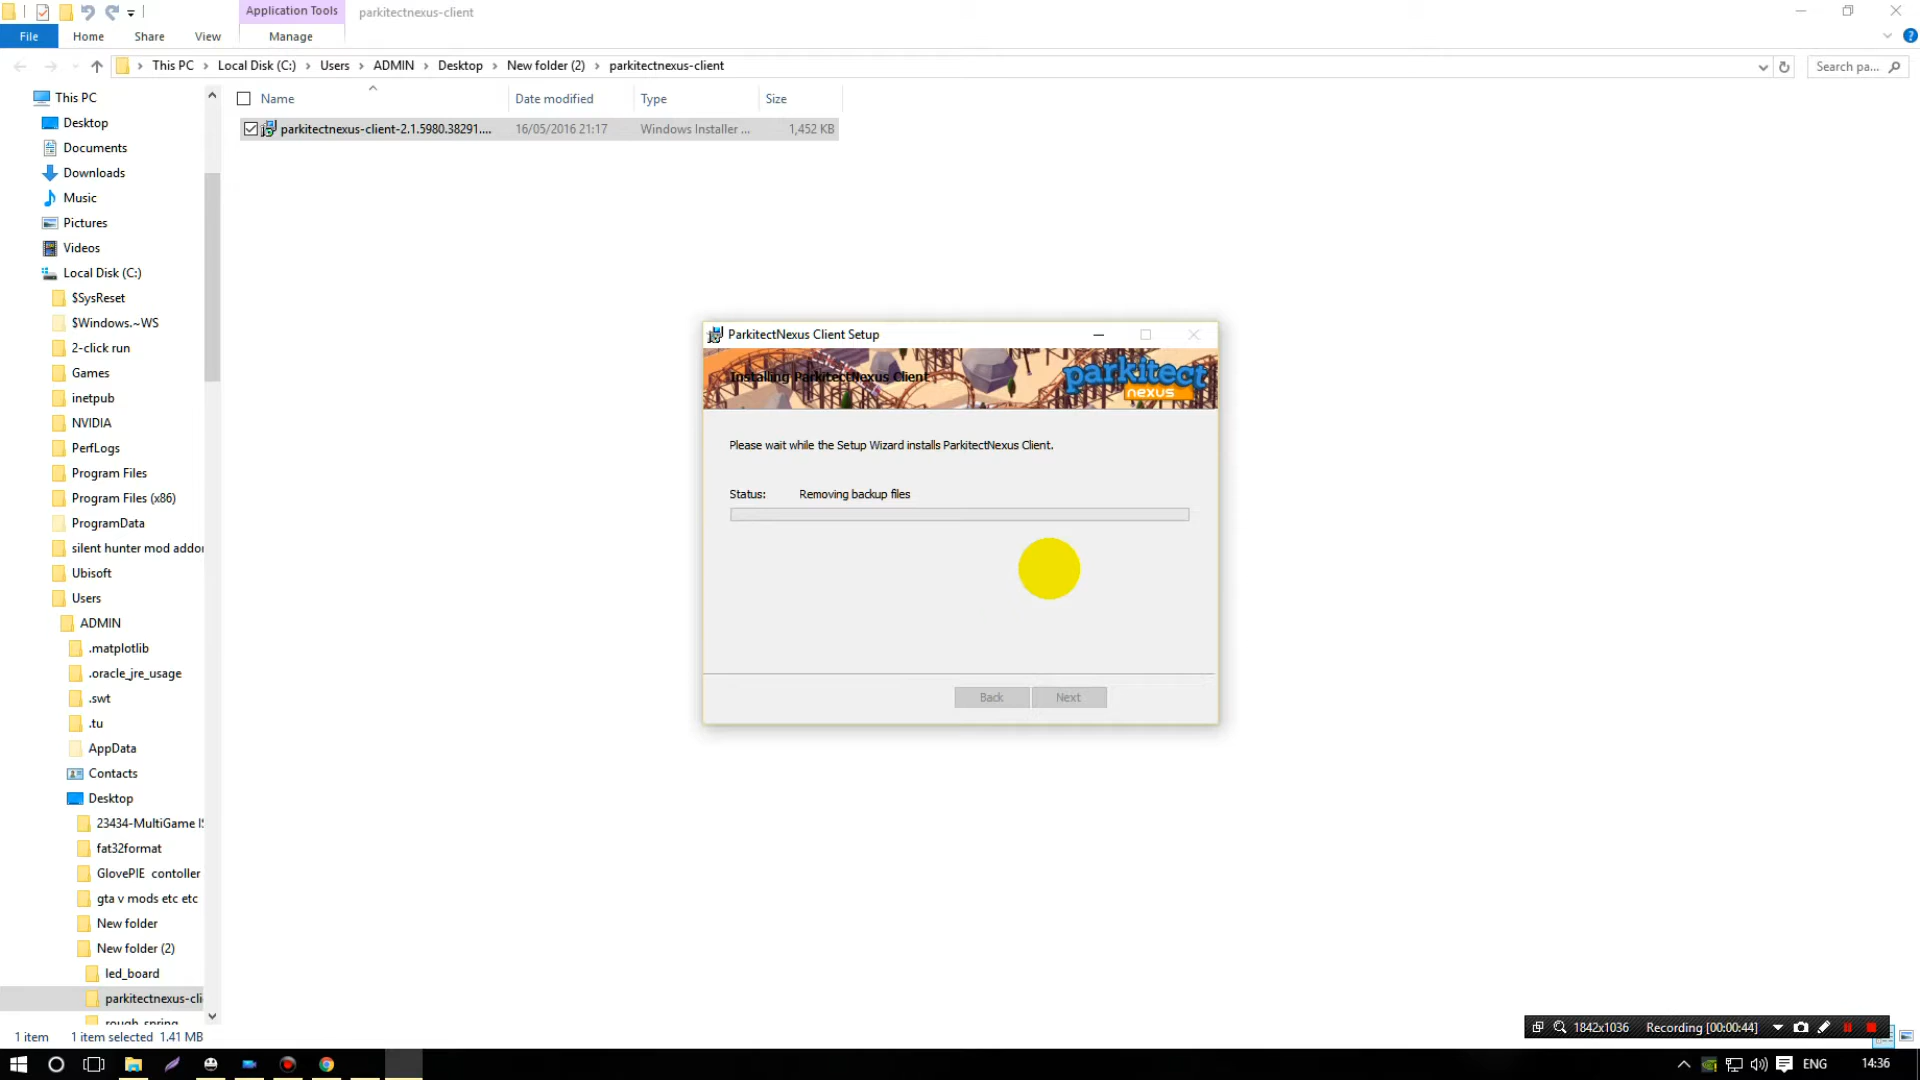 Application Tools
parkitectnexus-client
File
Home
Share
View
Manage
This PC
Local Disk (C:)
Users
ADMIN
Desktop
New folder (2)
parkitectnexus-client
Search pa...
This PC
Desktop
Documents
Downloads
Music
Pictures
Videos
Local Disk (C:)
$SysReset
$Windows.~WS
2-click run
Games
inetpub
NVIDIA
PerfLogs
Program Files
Program Files (x86)
ProgramData
silent hunter mod addo
Ubisoft
Users
ADMIN
.matplotlib
.oracle_jre_usage
.swt
.tu
AppData
Contacts
Desktop
23434-MultiGame I
fat32format
GlovePIE contoller
gta v mods etc etc
New folder
New folder (2)
led_board
parkitectnexus-cli
rough_spring
Name
Date modified
Type
Size
parkitectnexus-client-2.1.5980.38291....
16/05/2016 21:17
Windows Installer ...
1,452 KB
ParkitectNexus Client Setup
Installing ParkitectNexus Client
parkitect
nexus
Please wait while the Setup Wizard installs ParkitectNexus Client.
Status:
Removing backup files
Back
Next
1 item
1 item selected 1.41 MB
1842x1036
Recording [00:00:44]
ENG
14:36